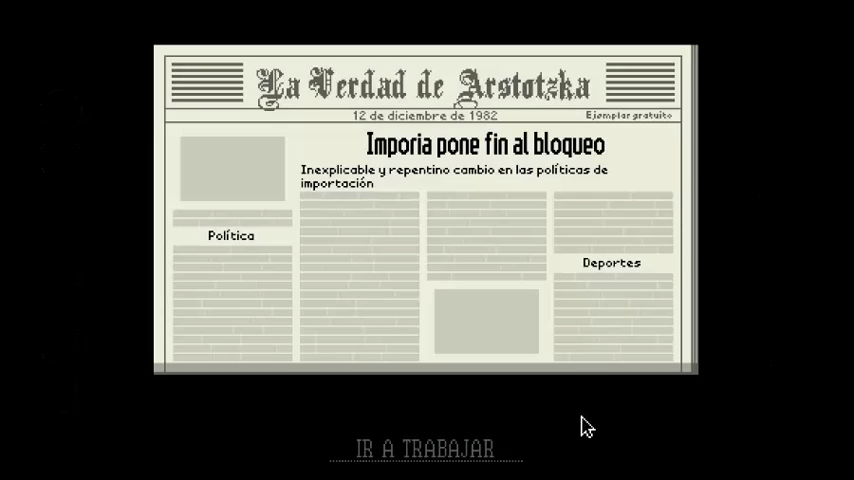 La Verdad de Arstotzka
12 de diciembre de 1982
Ejemplar gratuito
Imporia pone fin al bloqueo
Inexplicable y repentino cambio en las políticas de
importación
Política
Deportes
IR A TRABAJAR